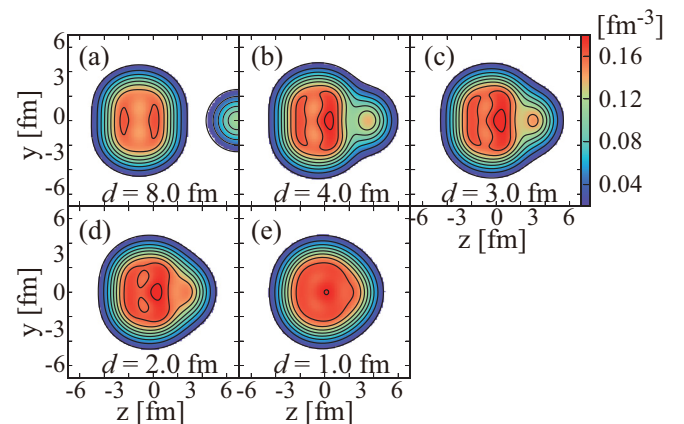 [fm-3]
6 (a) (b) (c) 0.16
3
0 0.12
-3 0.08
-6 d = 8.0 fm d = 4.0 fm d = 3.0 fm 0.04
y [fm]
6 (d) (e) -6 -3 0 3 6
3 z [fm]
0
-3
-6 d = 2.0 fm d = 1.0 fm
y [fm]
-6 -3 0 3 6 -6 -3 0 3 6
z [fm] z [fm]